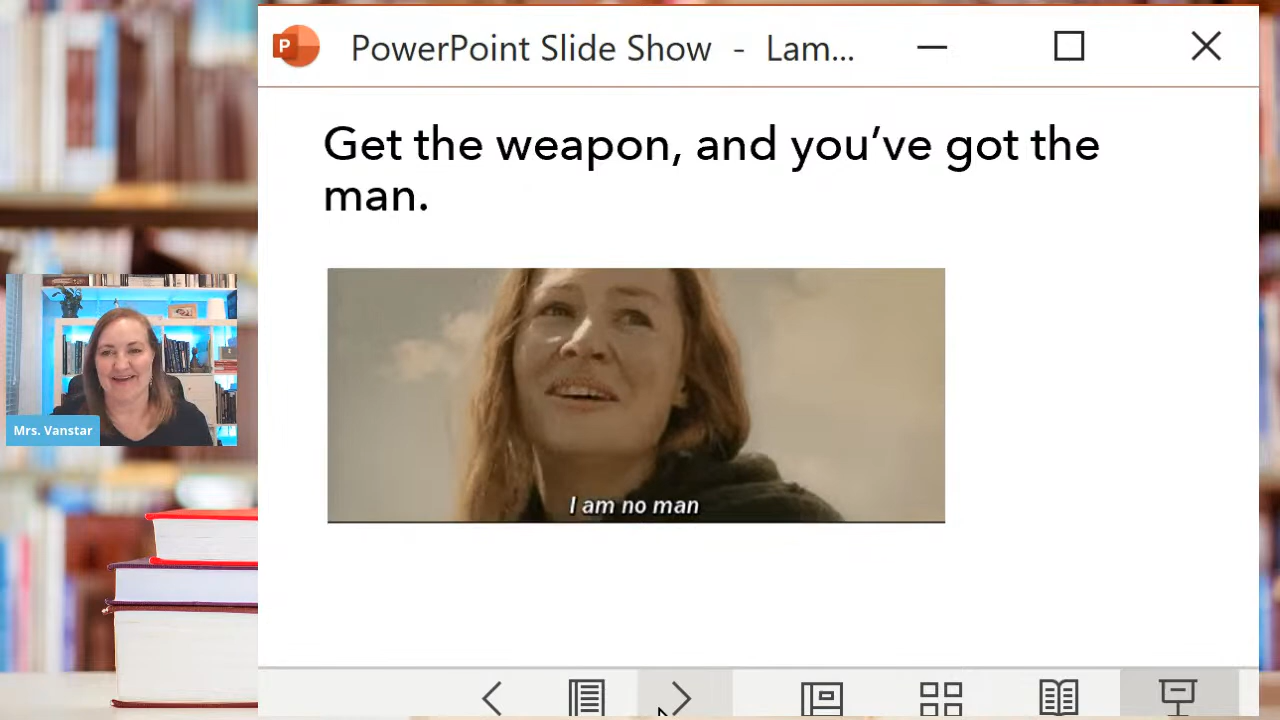 P PowerPoint Slide Show - Lam...
Get the weapon, and you’ve got the
man.
I am no man
Mrs. Vanstar